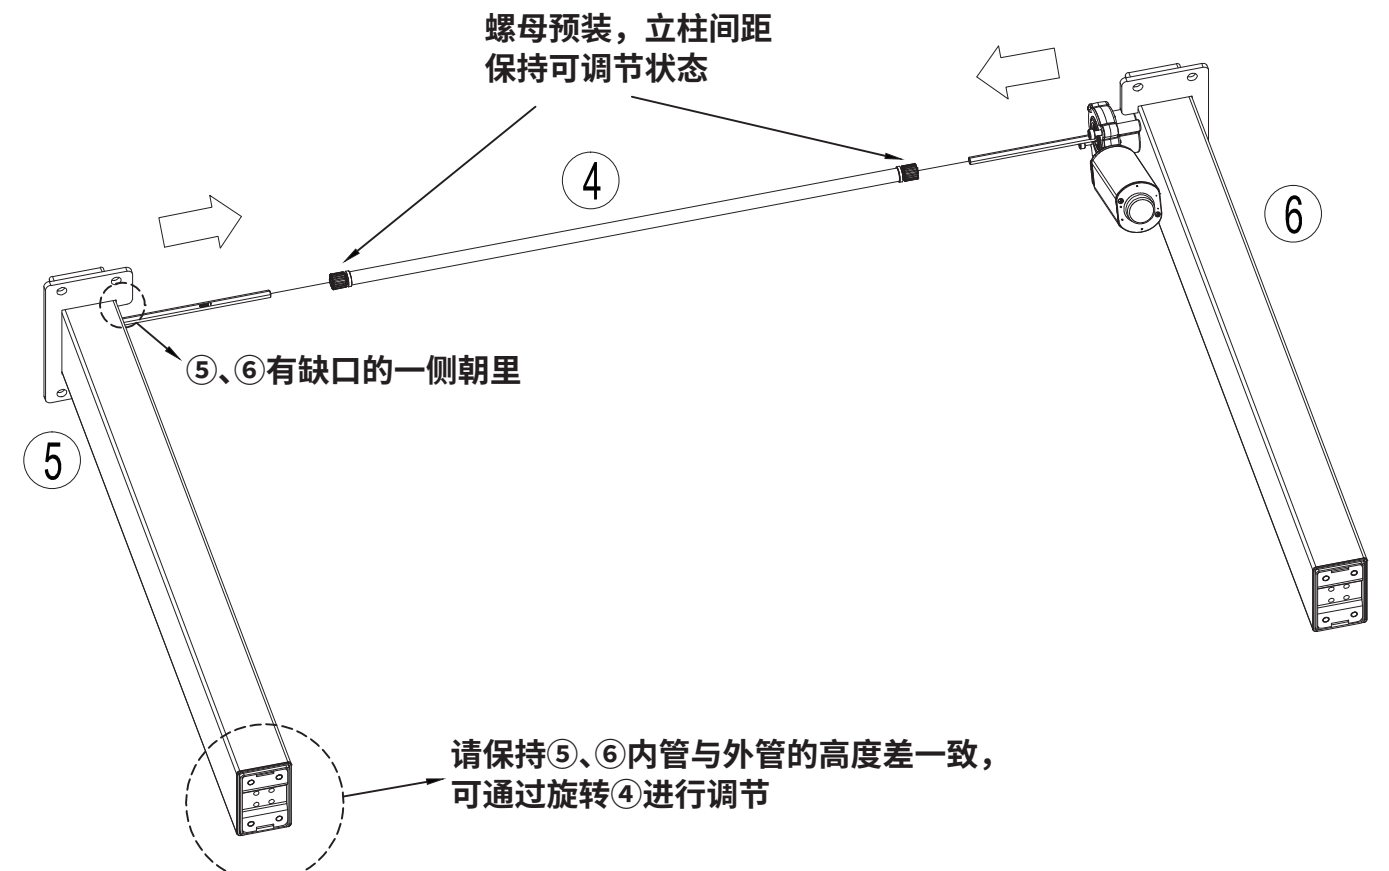 螺母预装，立柱间距
保持可调节状态
④
⑥
⑤、⑥有缺口的一侧朝里
⑤
请保持⑤、⑥内管与外管的高度差一致，
可通过旋转④进行调节